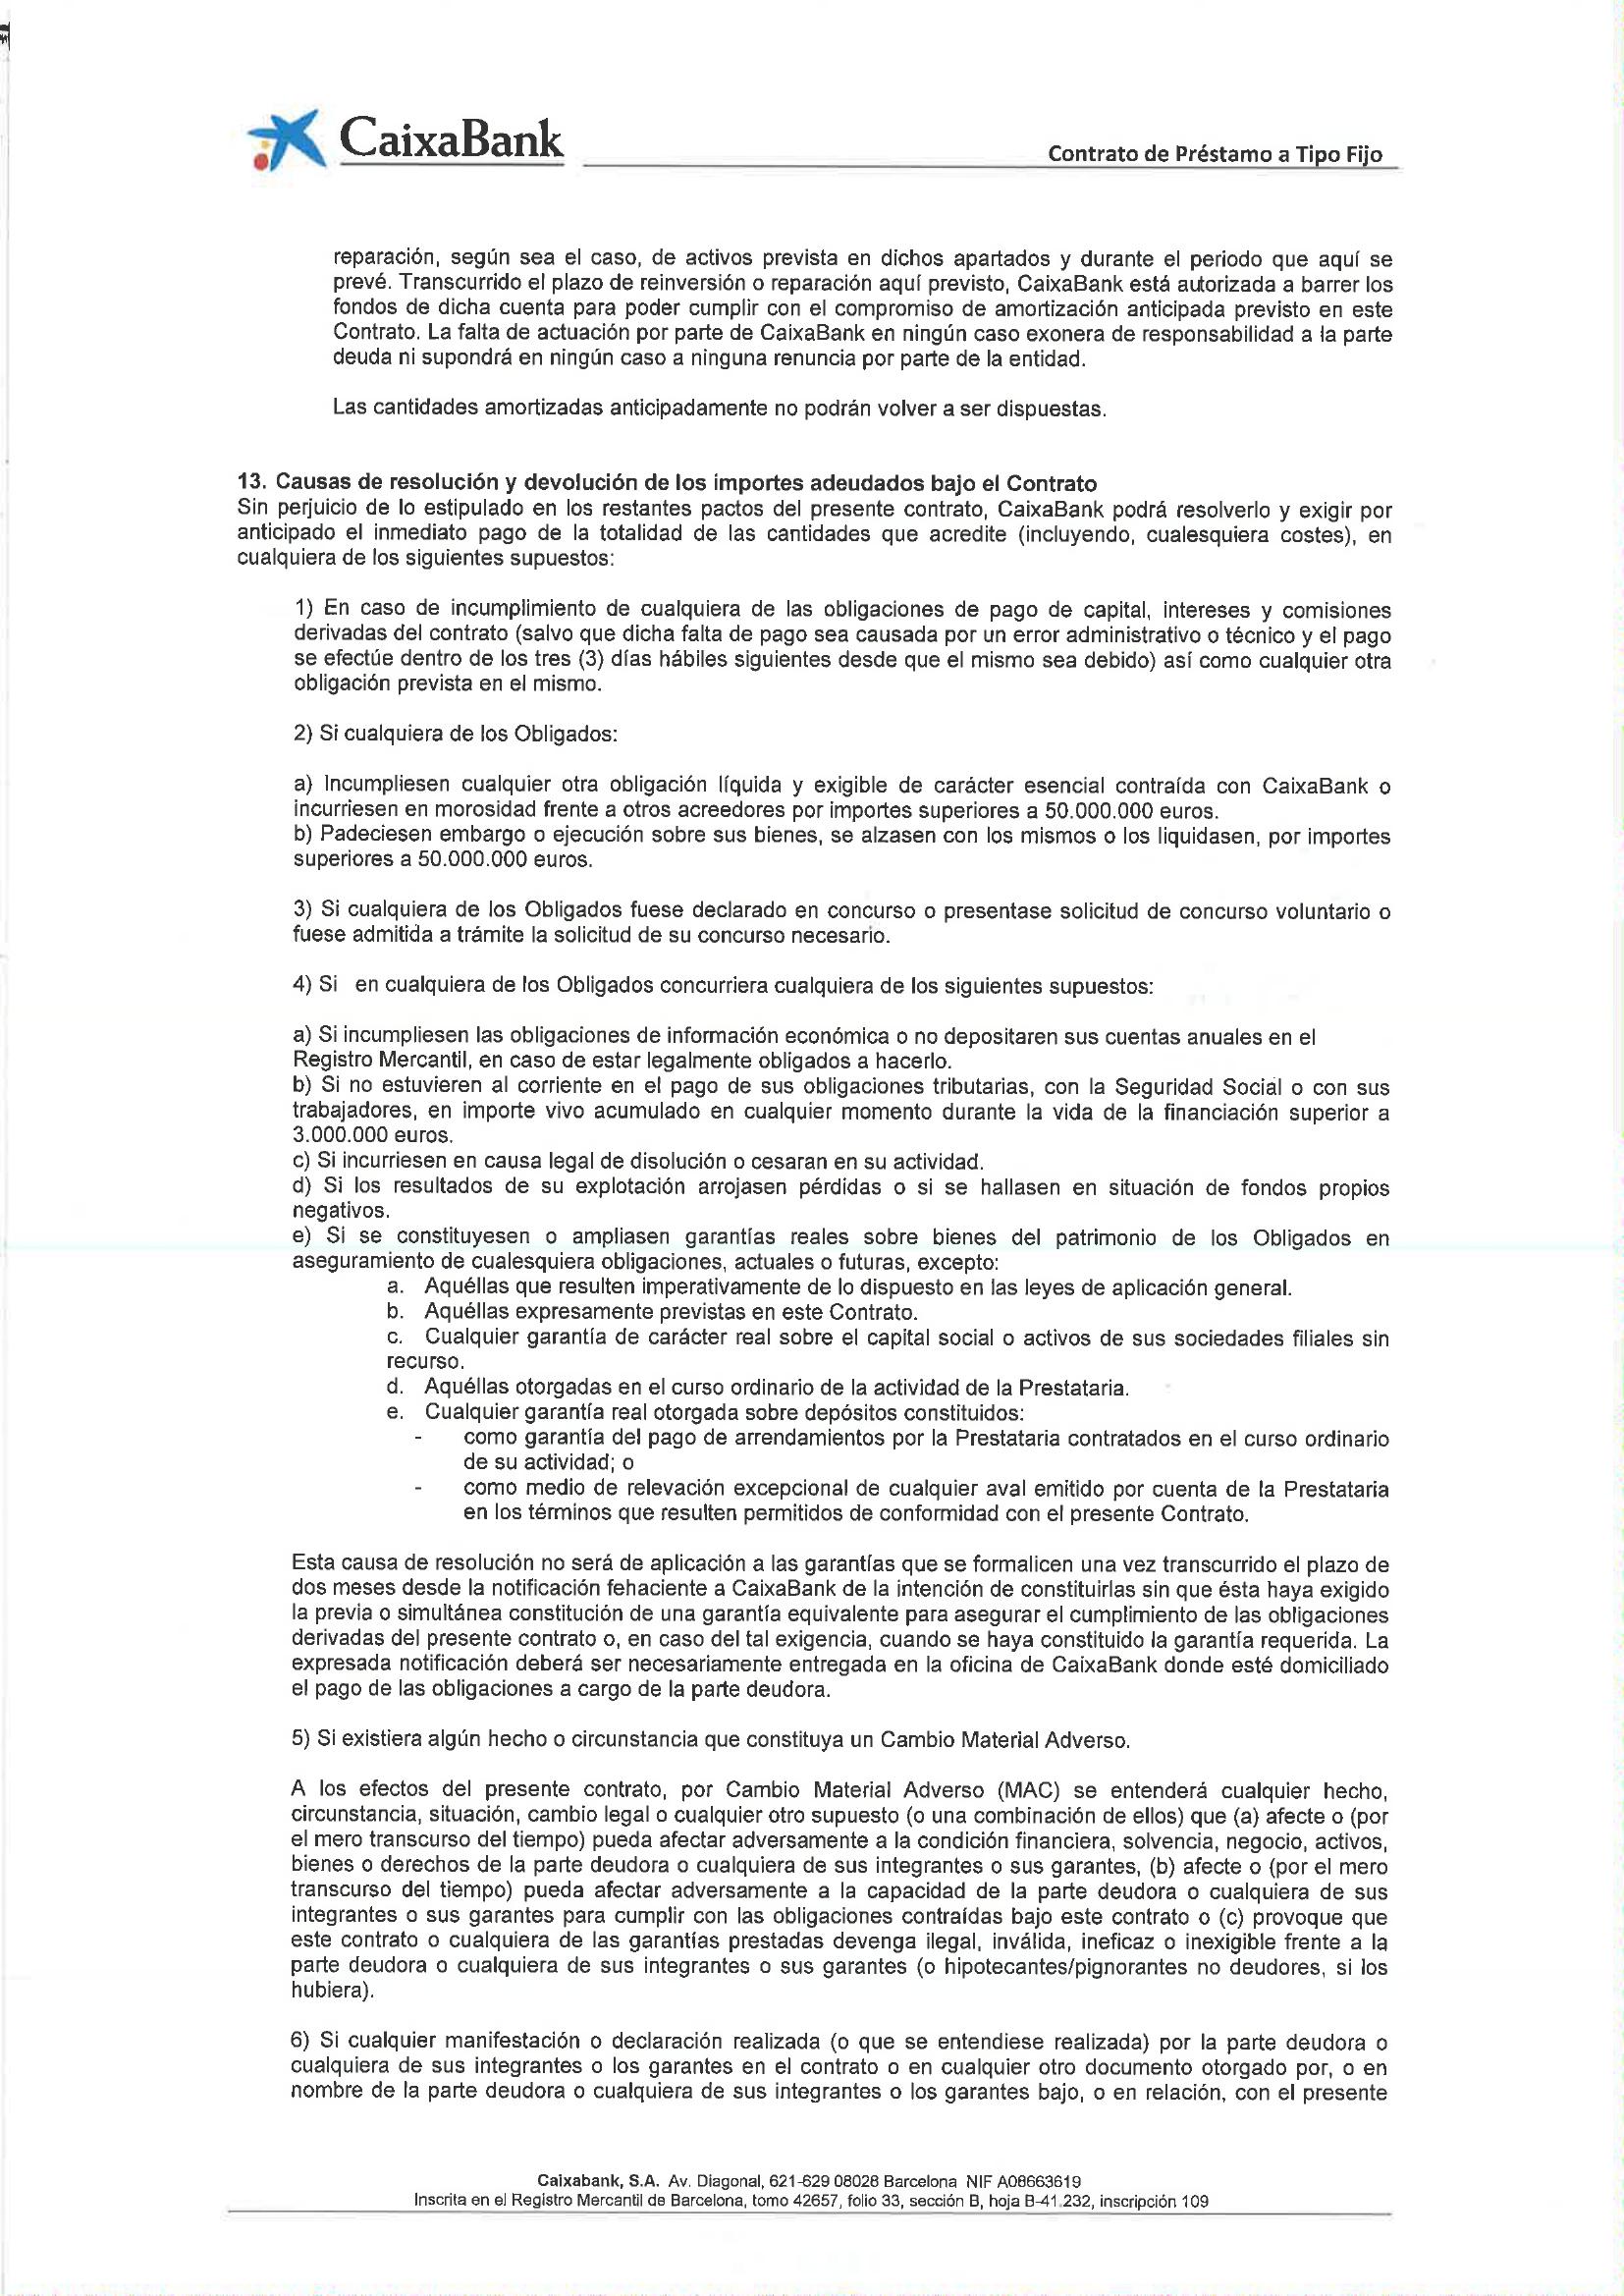 CaixaBank
Contrato de Préstamo a Tipo Fijo
reparación, según sea el caso, de activos prevista en dichos apartados y durante el periodo que aquí se
prevé. Transcurrido el plazo de reinversión o reparación aquí previsto, CaixaBank está autorizada a barrer los
fondos de dicha cuenta para poder cumplir con el compromiso de amortización anticipada previsto en este
Contrato. La falta de actuación por parte de CaixaBank en ningún caso exonera de responsabilidad a la parte
deuda ni supondrá en ningún caso a ninguna renuncia por parte de la entidad.
Las cantidades amortizadas anticipadamente no podrán volver a ser dispuestas.
13. Causas de resolución y devolución de los importes adeudados bajo el Contrato
Sin perjuicio de lo estipulado en los restantes pactos del presente contrato, CaixaBank podrá resolverlo y exigir por
anticipado el inmediato pago de la totalidad de las cantidades que acredite (incluyendo, cualesquiera costes), en
cualquiera de los siguientes supuestos:
1) En caso de incumplimiento de cualquiera de las obligaciones de pago de capital, intereses y comisiones
derivadas del contrato (salvo que dicha falta de pago sea causada por un error administrativo o técnico y el pago
se efectúe dentro de los tres (3) días hábiles siguientes desde que el mismo sea debido) así como cualquier otra
obligación prevista en el mismo.
2) Si cualquiera de los Obligados:
a) Incumpliesen cualquier otra obligación líquida y exigible de carácter esencial contraída con CaixaBank o
incurriesen en morosidad frente a otros acreedores por importes superiores a 50.000.000 euros.
b) Padeciesen embargo o ejecución sobre sus bienes, se alzasen con los mismos o los liquidasen, por importes
superiores a 50.000.000 euros.
3) Si cualquiera de los Obligados fuese declarado en concurso o presentase solicitud de concurso voluntario o
fuese admitida a trámite la solicitud de su concurso necesario.
4) Si en cualquiera de los Obligados concurriera cualquiera de los siguientes supuestos:
a) Si incumpliesen las obligaciones de información económica o no depositaren sus cuentas anuales en el
Registro Mercantil, en caso de estar legalmente obligados a hacerlo.
b) Si no estuvieren al corriente en el pago de sus obligaciones tributarias, con la Seguridad Social o con sus
trabajadores, en importe vivo acumulado en cualquier momento durante la vida de la financiación superior a
3.000.000 euros.
c) Si incurriesen en causa legal de disolución o cesaran en su actividad.
d) Si los resultados de su explotación arrojasen pérdidas o si se hallasen en situación de fondos propios
negativos.
e) Si se constituyesen o ampliasen garantías reales sobre bienes del patrimonio de los Obligados en
aseguramiento de cualesquiera obligaciones, actuales o futuras, excepto:
a. Aquéllas que resulten imperativamente de lo dispuesto en las leyes de aplicación general.
b. Aquéllas expresamente previstas en este Contrato.
c. Cualquier garantía de carácter real sobre el capital social o activos de sus sociedades filiales sin
recurso.
d. Aquéllas otorgadas en el curso ordinario de la actividad de la Prestataria.
e. Cualquier garantía real otorgada sobre depósitos constituidos:
- como garantía del pago de arrendamientos por la Prestataria contratados en el curso ordinario
de su actividad; o
- como medio de relevación excepcional de cualquier aval emitido por cuenta de la Prestataria
en los términos que resulten permitidos de conformidad con el presente Contrato.
Esta causa de resolución no será de aplicación a las garantías que se formalicen una vez transcurrido el plazo de
dos meses desde la notificación fehaciente a CaixaBank de la intención de constituirlas sin que ésta haya exigido
la previa o simultánea constitución de una garantía equivalente para asegurar el cumplimiento de las obligaciones
derivadas del presente contrato o, en caso del tal exigencia, cuando se haya constituido la garantía requerida. La
expresada notificación deberá ser necesariamente entregada en la oficina de CaixaBank donde esté domiciliado
el pago de las obligaciones a cargo de la parte deudora.
5) Si existiera algún hecho o circunstancia que constituya un Cambio Material Adverso.
A los efectos del presente contrato, por Cambio Material Adverso (MAC) se entenderá cualquier hecho,
circunstancia, situación, cambio legal o cualquier otro supuesto (o una combinación de ellos) que (a) afecte o (por
el mero transcurso del tiempo) pueda afectar adversamente a la condición financiera, solvencia, negocio, activos,
bienes o derechos de la parte deudora o cualquiera de sus integrantes o sus garantes, (b) afecte o (por el mero
transcurso del tiempo) pueda afectar adversamente a la capacidad de la parte deudora o cualquiera de sus
integrantes o sus garantes para cumplir con las obligaciones contraídas bajo este contrato o (c) provoque que
este contrato o cualquiera de las garantías prestadas devenga ilegal, inválida, ineficaz o inexigible frente a la
parte deudora o cualquiera de sus integrantes o sus garantes (o hipotecantes/pignorantes no deudores, si los
hubiera).
6) Si cualquier manifestación o declaración realizada (o que se entendiese realizada) por la parte deudora o
cualquiera de sus integrantes o los garantes en el contrato o en cualquier otro documento otorgado por, o en
nombre de la parte deudora o cualquiera de sus integrantes o los garantes bajo, o en relación, con el presente
Caixabank, S.A. Av. Diagonal, 621-629 08028 Barcelona NIF A08663619
Inscrita en el Registro Mercantil de Barcelona, tomo 42657, folio 33, sección B, hoja B-41.232, inscripción 109